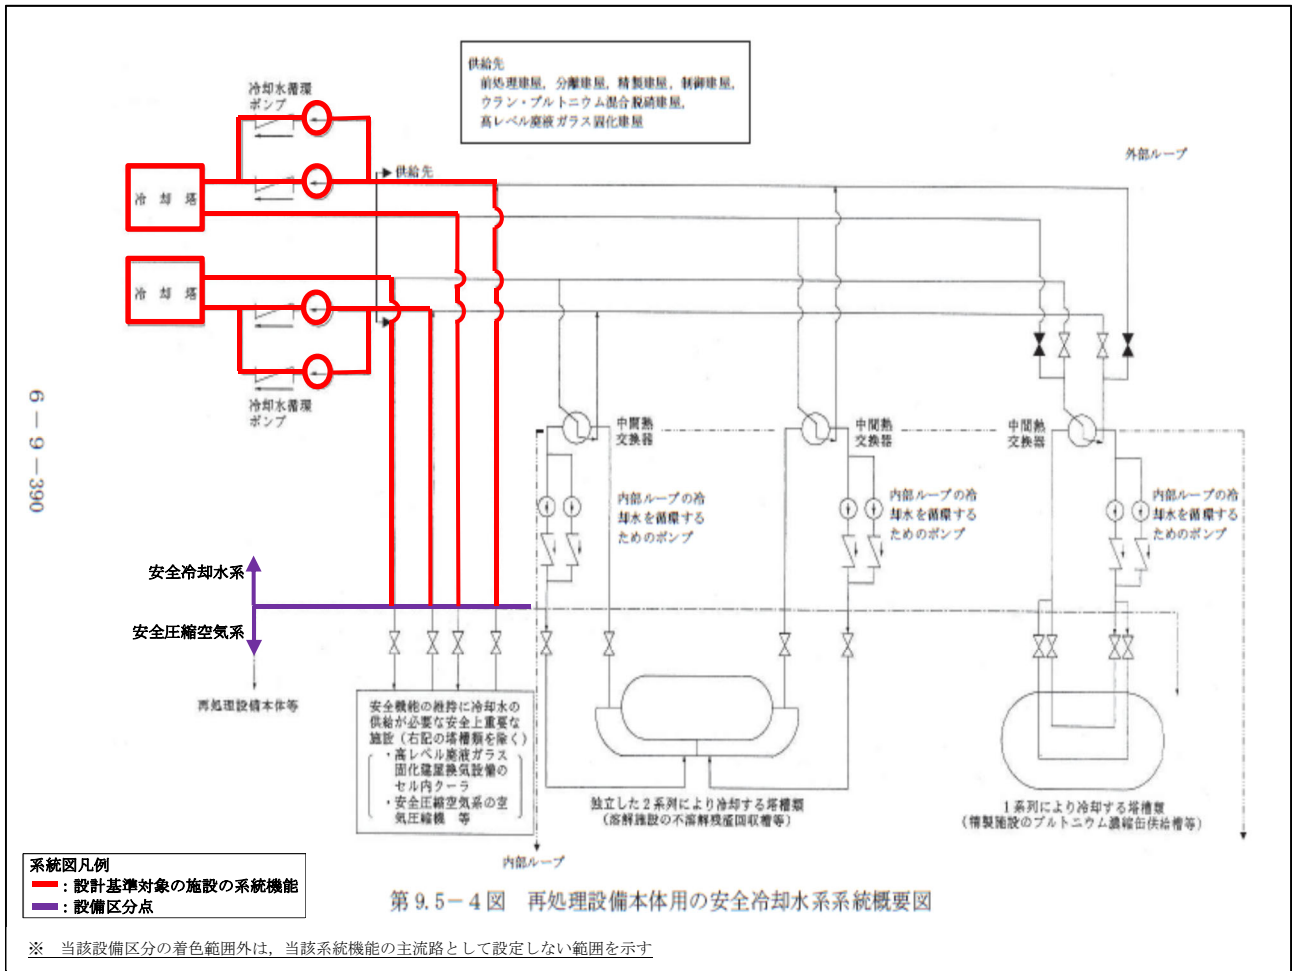 供給先
前処理建屋，分離建屋，精製建屋，制御建屋，
ウラン・プルトニウム混合脱硝建屋，
高レベル廃液ガラス固化建屋
冷却水循環
ポンプ
外部ループ
供給先
冷却塔
冷却塔
冷却水循環
ポンプ
6－9－390
中間熱
交換器
中間熱
交換器
中間熱
交換器
内部ループの冷
却水を循環する
ためのポンプ
内部ループの冷
却水を循環する
ためのポンプ
内部ループの冷
却水を循環する
ためのポンプ
安全冷却水系
安全圧縮空気系
再処理設備本体等
安全機能の維持に冷却水の
供給が必要な安全上重要な
施設（右記の塔槽類を除く）
・高レベル廃液ガラス
固化建屋換気設備の
セル内クーラ
・安全圧縮空気系の空
気圧縮機　等
独立した２系列により冷却する塔槽類
（溶解施設の不溶解残渣回収槽等）
１系列により冷却する塔槽類
（精製施設のプルトニウム濃縮缶供給槽等）
内部ループ
系統図凡例
：設計基準対象の施設の系統機能
：設備区分点
第9.5－4図　再処理設備本体用の安全冷却水系系統概要図
※　当該設備区分の着色範囲外は，当該系統機能の主流路として設定しない範囲を示す